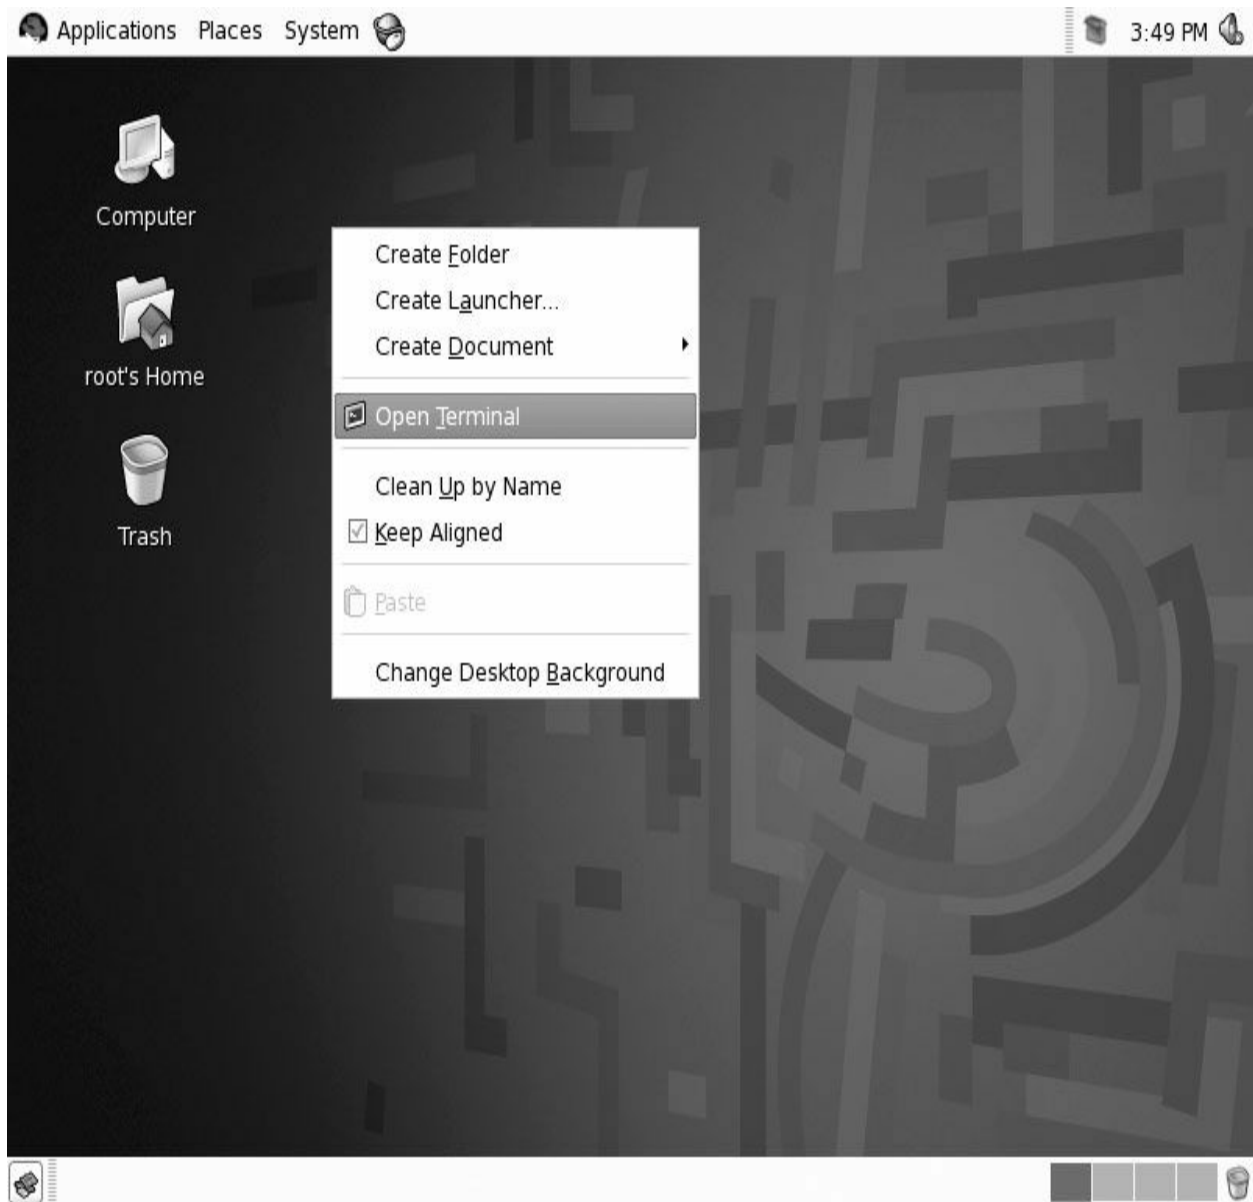 Applications Places System 3:49 PM
Computer
root's Home
Trash
Create Folder
Create Launcher...
Create Document
Open Terminal
Clean Up by Name
Keep Aligned
Paste
Change Desktop Background